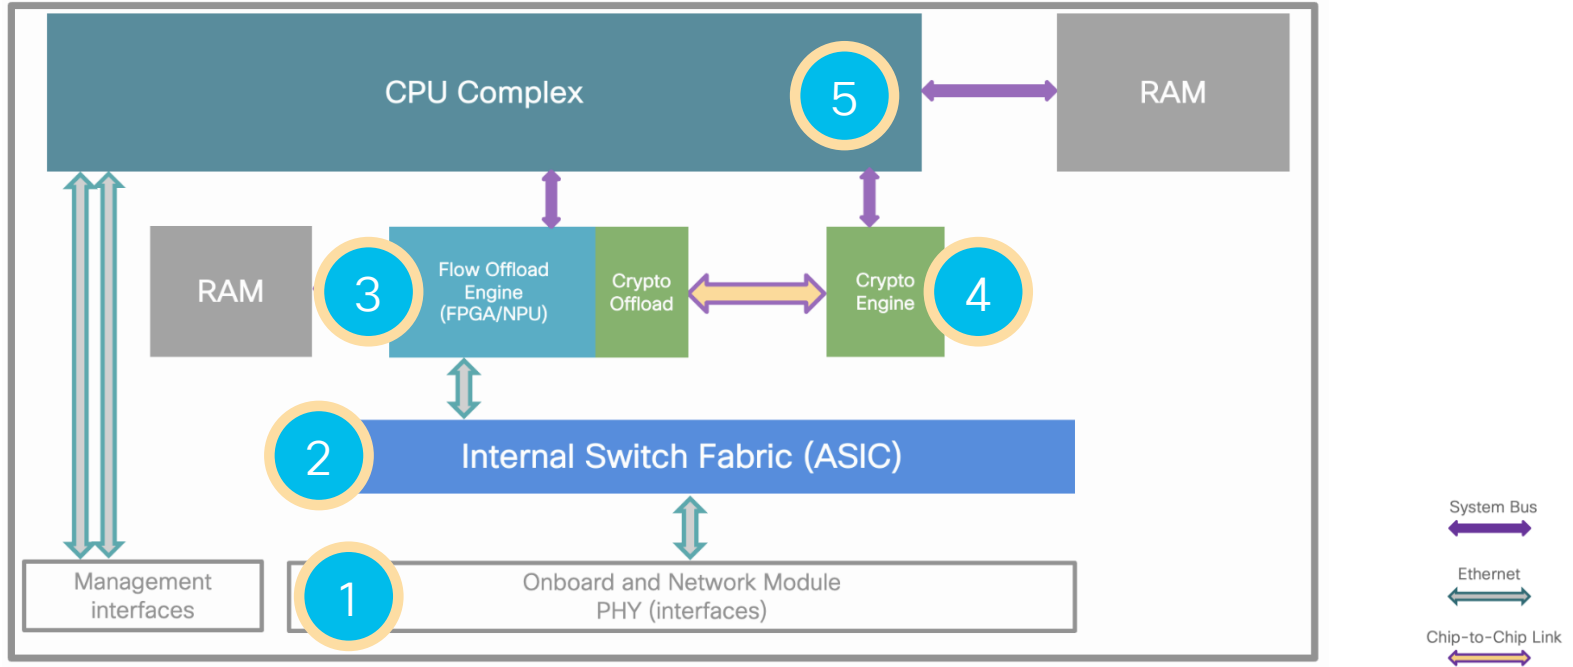 CPU Complex
5
RAM
RAM
3
Flow Offload
Engine
(FPGA/NPU)
Crypto
Offload
Crypto
Engine
4
2
Internal Switch Fabric (ASIC)
Management
interfaces
1
Onboard and Network Module
PHY (interfaces)
System Bus
Ethernet
Chip-to-Chip Link